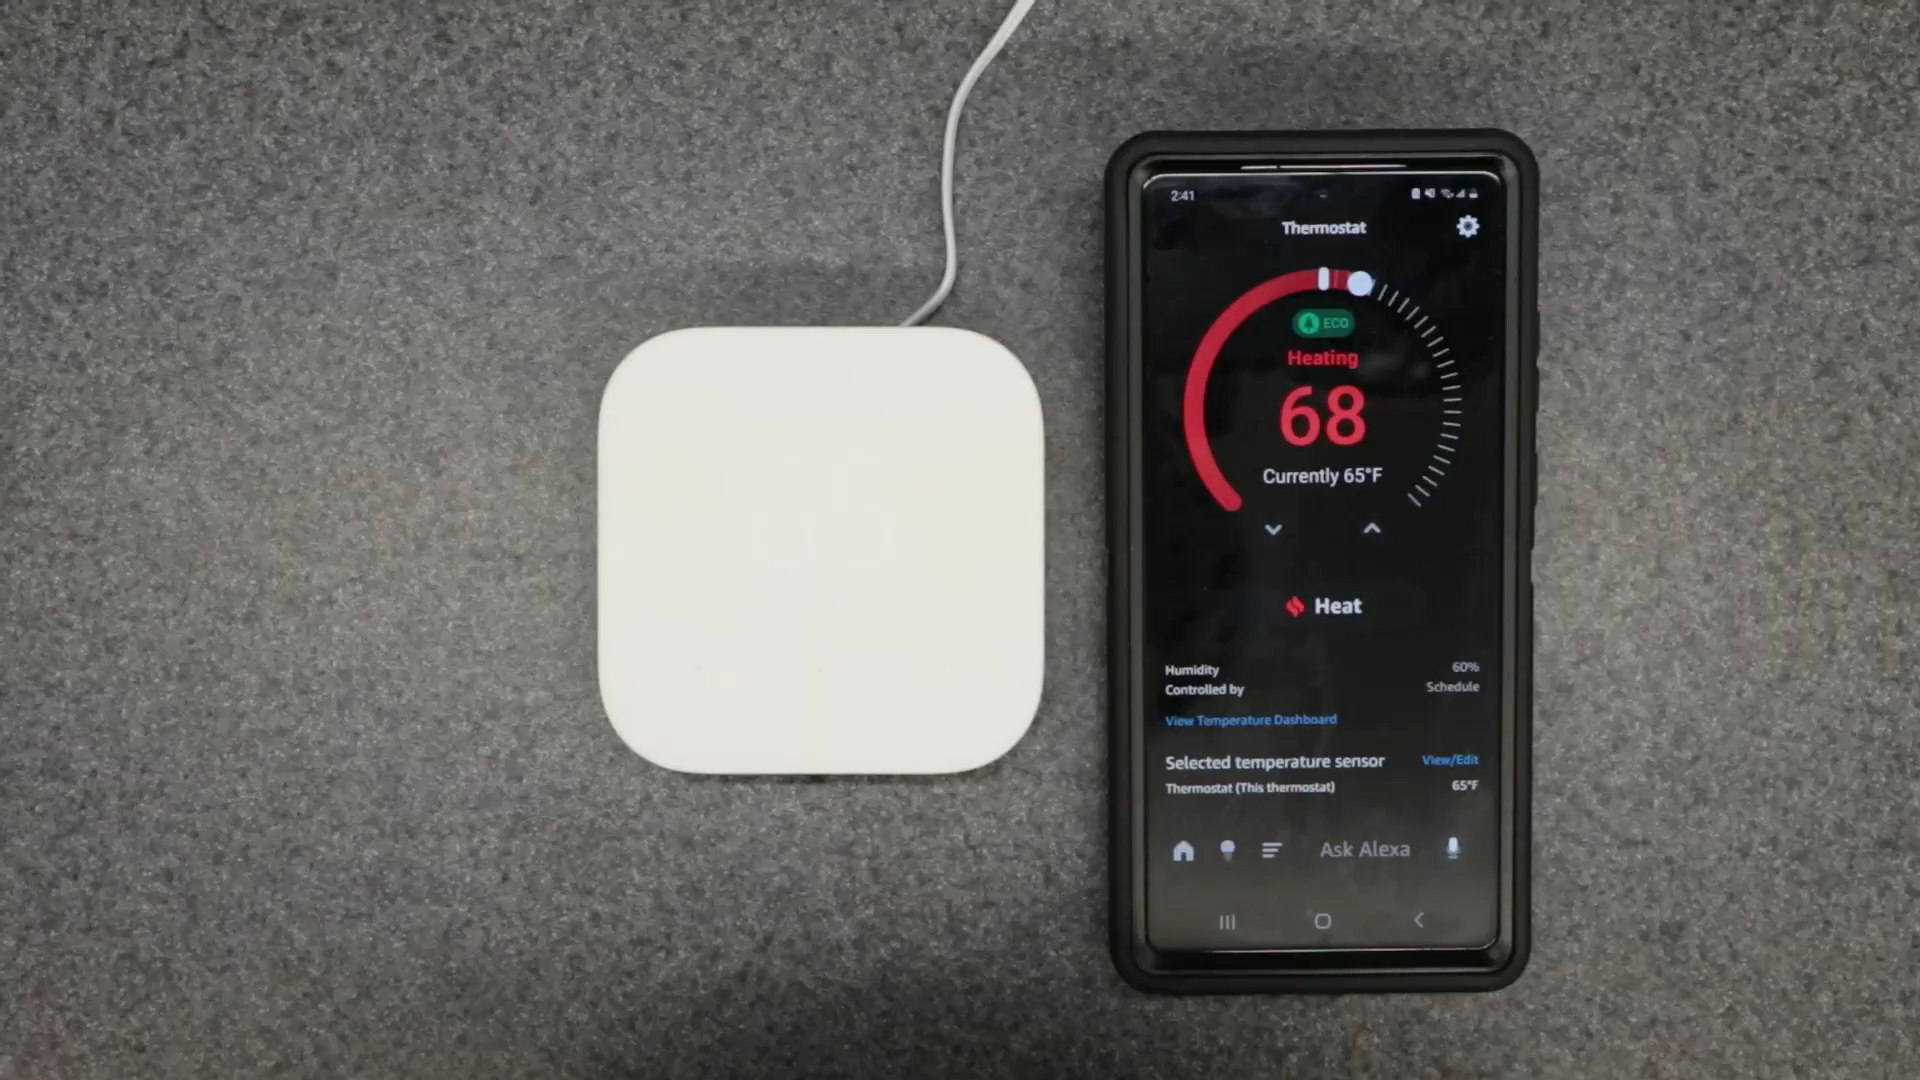 2:41
Thermostat
ECO
Heating
68
Currently 65°F
Heat
Humidity 60%
Controlled by Schedule
View Temperature Dashboard
Selected temperature sensor View/Edit
Thermostat (This thermostat) 65°F
Ask Alexa